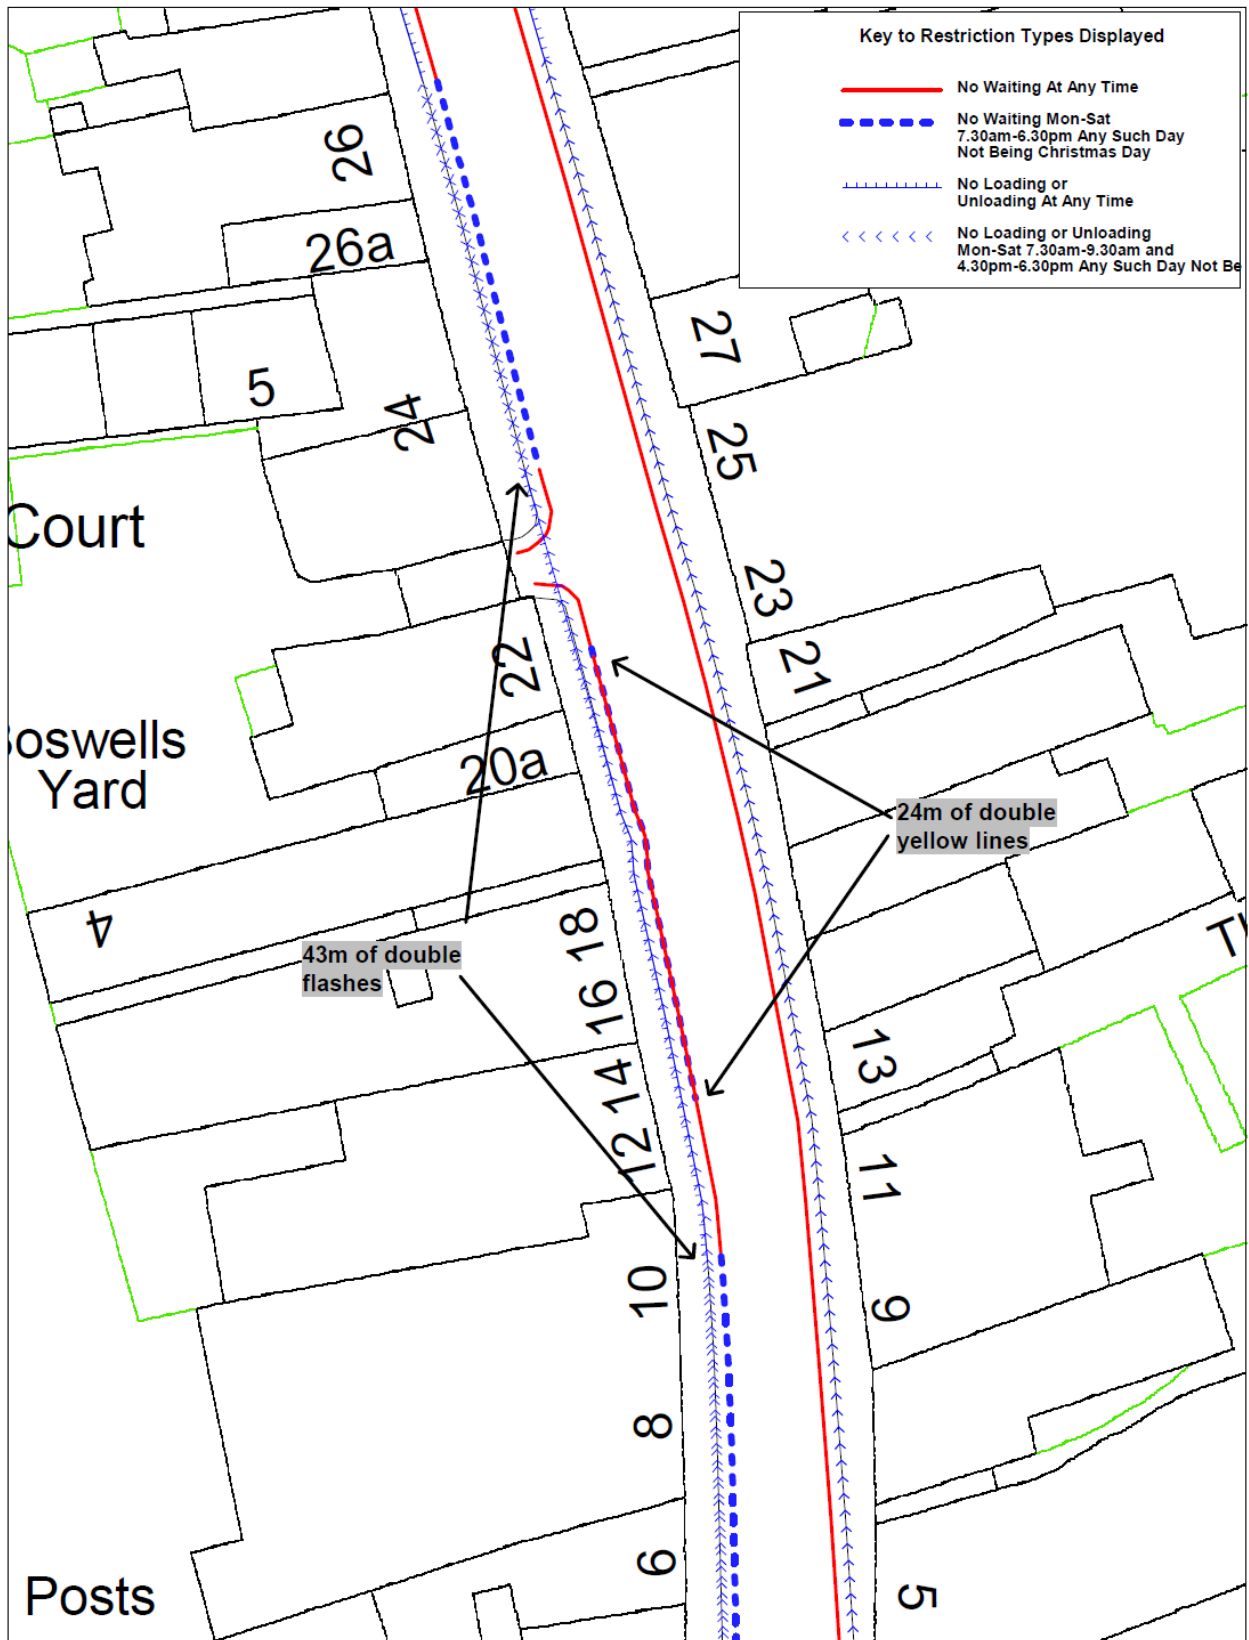 Key to Restriction Types Displayed
No Waiting At Any Time
No Waiting Mon-Sat
7.30am-6.30pm Any Such Day
Not Being Christmas Day
No Loading or
Unloading At Any Time
No Loading or Unloading
Mon-Sat 7.30am-9.30am and
4.30pm-6.30pm Any Such Day Not Be
26
26a
5
24
27
25
Court
23
21
22
20a
Boswells
Yard
24m of double
yellow lines
4
18
43m of double
flashes
16
14
12
13
11
10
9
8
6
5
Posts